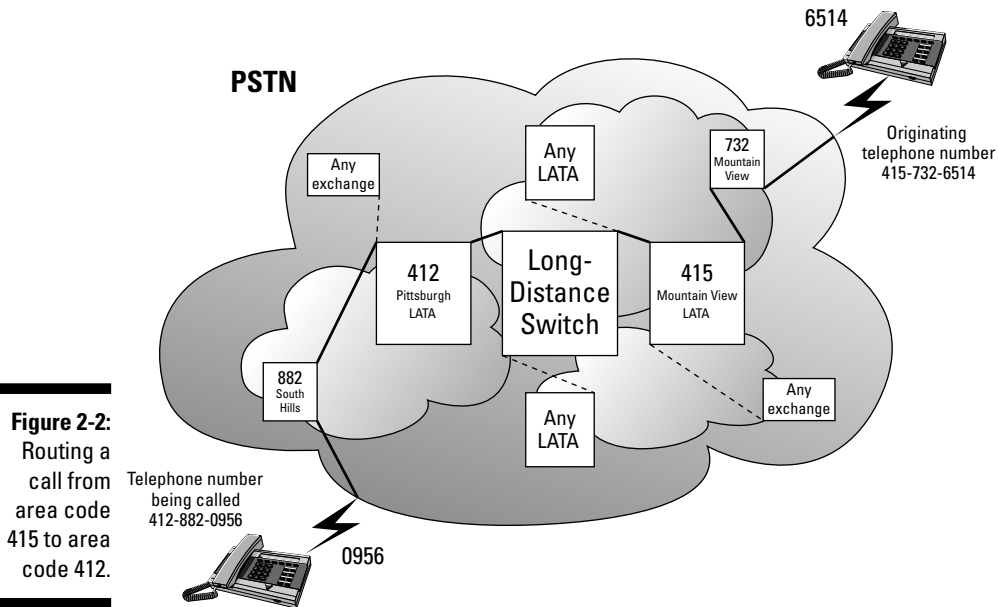 6514
PSTN
Originating
telephone number
415-732-6514
Any
exchange
Any
LATA
732
Mountain
View
412
Pittsburgh
LATA
Long-
Distance
Switch
415
Mountain View
LATA
882
South
Hills
Any
LATA
Any
exchange
Figure 2-2:
Routing a
call from
area code
415 to area
code 412.
Telephone number
being called
412-882-0956
0956